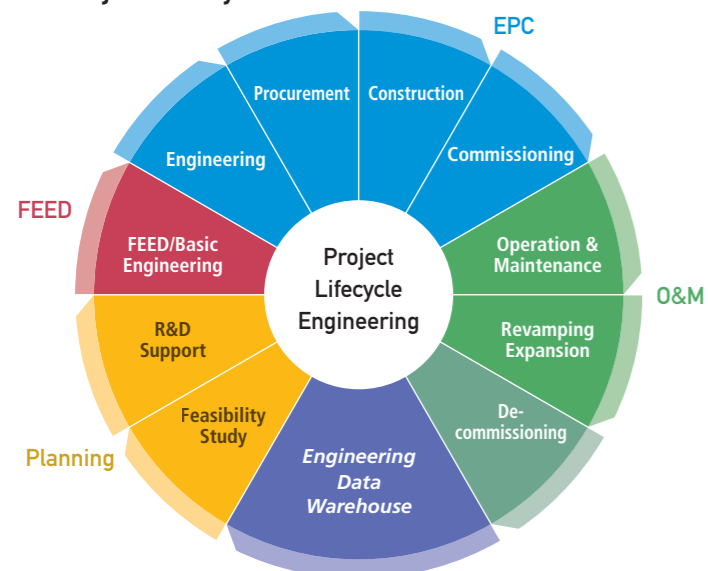 EPC
Procurement
Construction
Engineering
Commissioning
FEED
FEED/Basic
Engineering
Project
Lifecycle
Engineering
Operation &
Maintenance
O&M
R&D
Support
Revamping
Expansion
Planning
Feasibility
Study
De-
commissioning
Engineering
Data
Warehouse